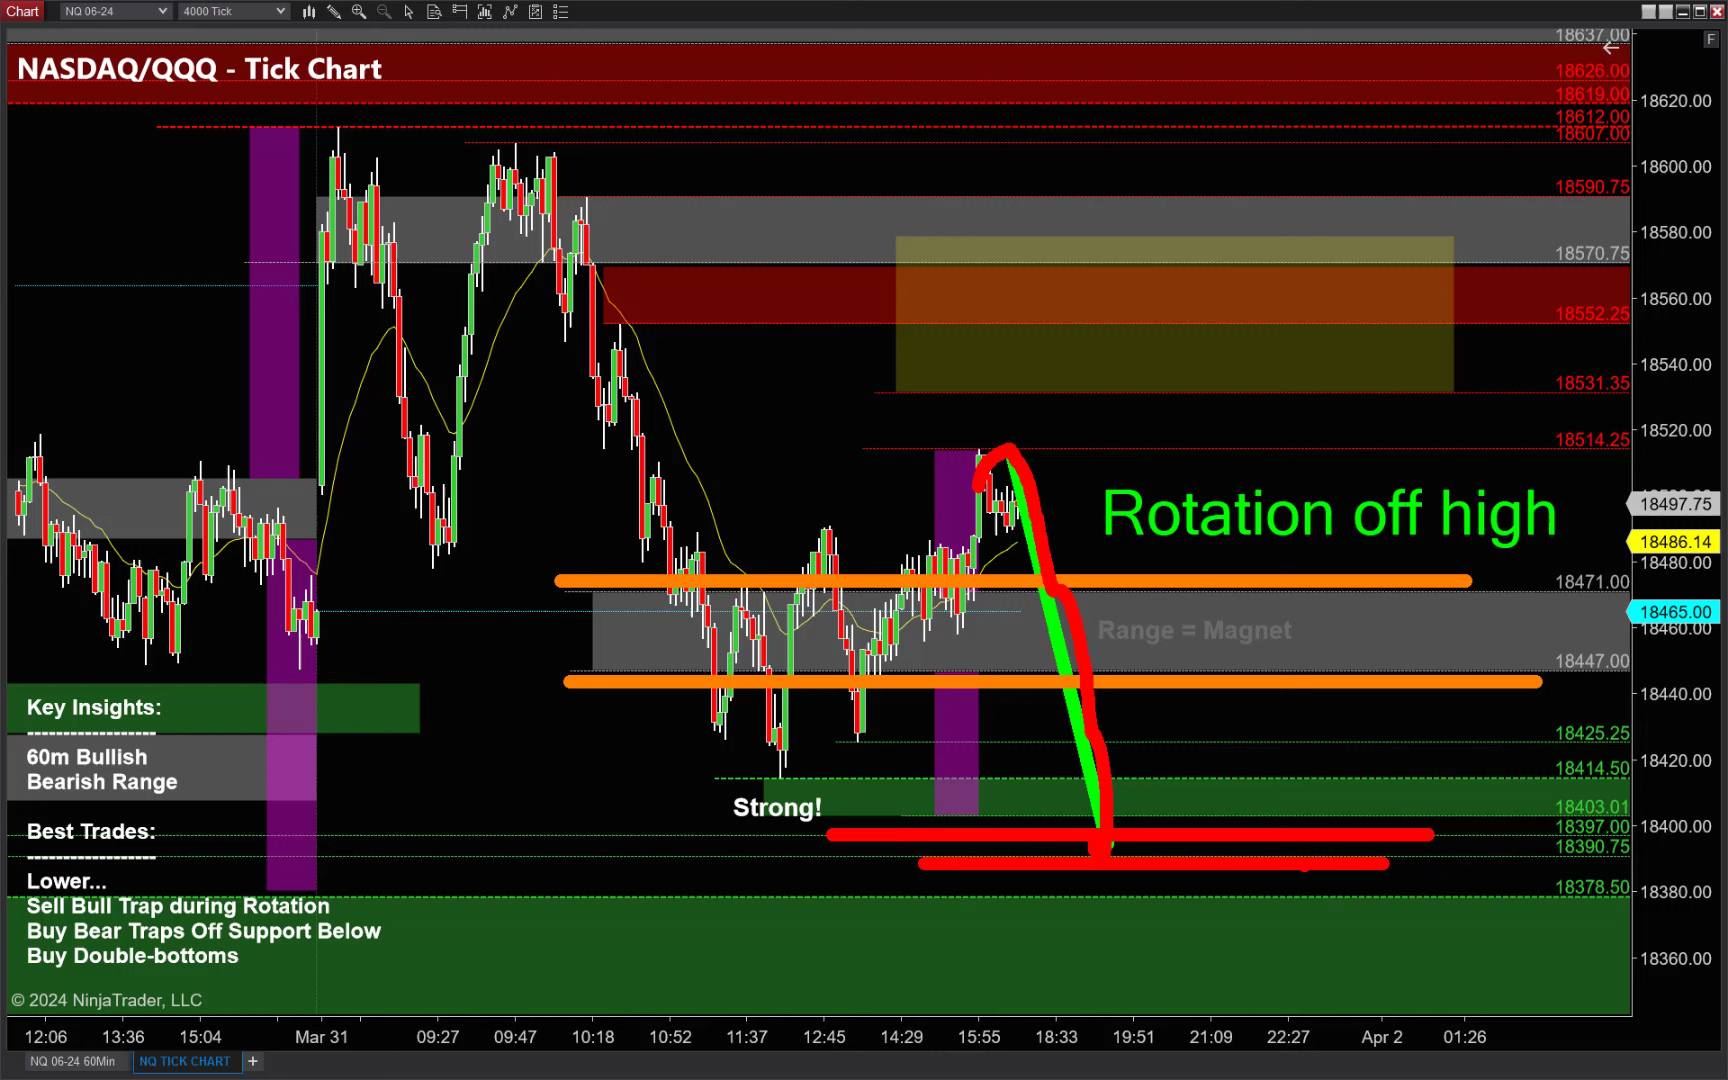 Chart
NQ 06-24
4000 Tick
F
NASDAQ/QQQ - Tick Chart
18637.00
18626.00
18619.00
18612.00
18607.00
18590.75
18570.75
18552.25
18531.35
18514.25
18471.00
18447.00
18425.25
18414.50
18403.01
18397.00
18390.75
18378.50
18620.00
18600.00
18580.00
18560.00
18540.00
18520.00
18497.75
18486.14
18480.00
18465.00
18460.00
18440.00
18420.00
18400.00
18380.00
18360.00
Rotation off high
Range = Magnet
Strong!
Key Insights:
-----------------
60m Bullish
Bearish Range
Best Trades:
-----------------
Lower...
Sell Bull Trap during Rotation
Buy Bear Traps Off Support Below
Buy Double-bottoms
© 2024 NinjaTrader, LLC
12:06 13:36 15:04 Mar 31 09:27 09:47 10:18 10:52 11:37 12:45 14:29 15:55 18:33 19:51 21:09 22:27 Apr 2 01:26
NQ 06-24 60Min
NQ TICK CHART
+